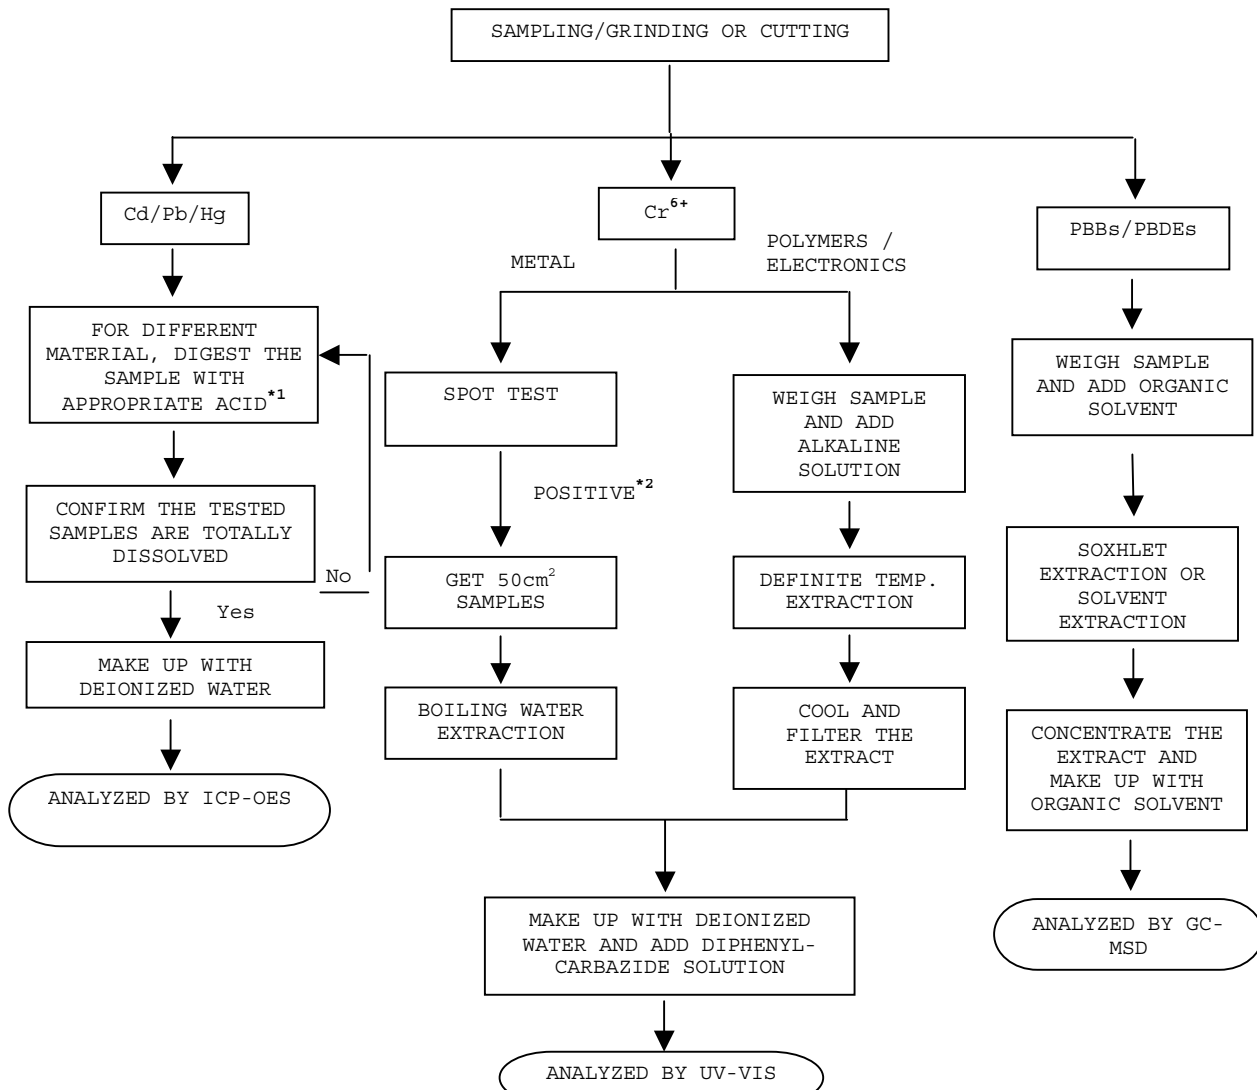 SAMPLING/GRINDING OR CUTTING
Cd/Pb/Hg
Cr⁶⁺
PBBs/PBDEs
METAL
POLYMERS /
ELECTRONICS
FOR DIFFERENT
MATERIAL, DIGEST THE
SAMPLE WITH
APPROPRIATE ACID*¹
SPOT TEST
WEIGH SAMPLE
AND ADD
ALKALINE
SOLUTION
WEIGH SAMPLE
AND ADD ORGANIC
SOLVENT
POSITIVE*²
CONFIRM THE TESTED
SAMPLES ARE TOTALLY
DISSOLVED
No
Yes
GET 50cm²
SAMPLES
DEFINITE TEMP.
EXTRACTION
SOXHLET
EXTRACTION OR
SOLVENT
EXTRACTION
MAKE UP WITH
DEIONIZED WATER
BOILING WATER
EXTRACTION
COOL AND
FILTER THE
EXTRACT
CONCENTRATE THE
EXTRACT AND
MAKE UP WITH
ORGANIC SOLVENT
ANALYZED BY ICP-OES
MAKE UP WITH DEIONIZED
WATER AND ADD DIPHENYL-
CARBAZIDE SOLUTION
ANALYZED BY GC-
MSD
ANALYZED BY UV-VIS